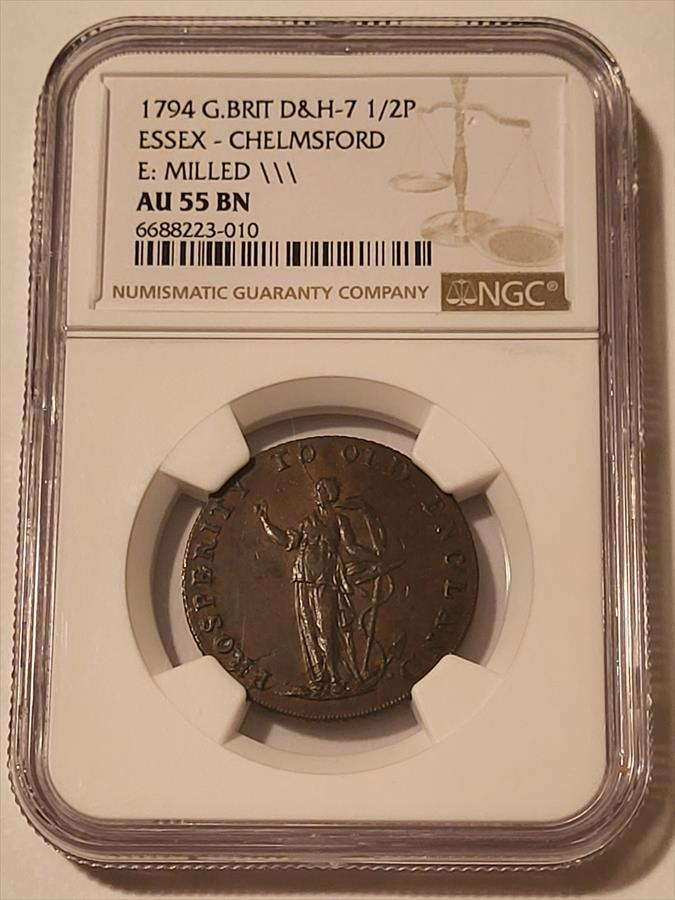 1794 G.BRIT D&H-7 1/2P
ESSEX - CHELMSFORD
E: MILLED \\\
AU 55 BN
6688223-010
NUMISMATIC GUARANTY COMPANY
NGC®
PROSPERITY TO OLD ENGLAND.